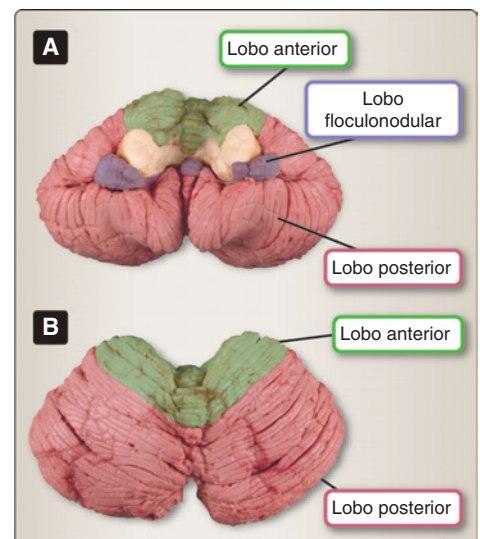 A
Lobo anterior
Lobo
floculonodular
Lobo posterior
B
Lobo anterior
Lobo posterior